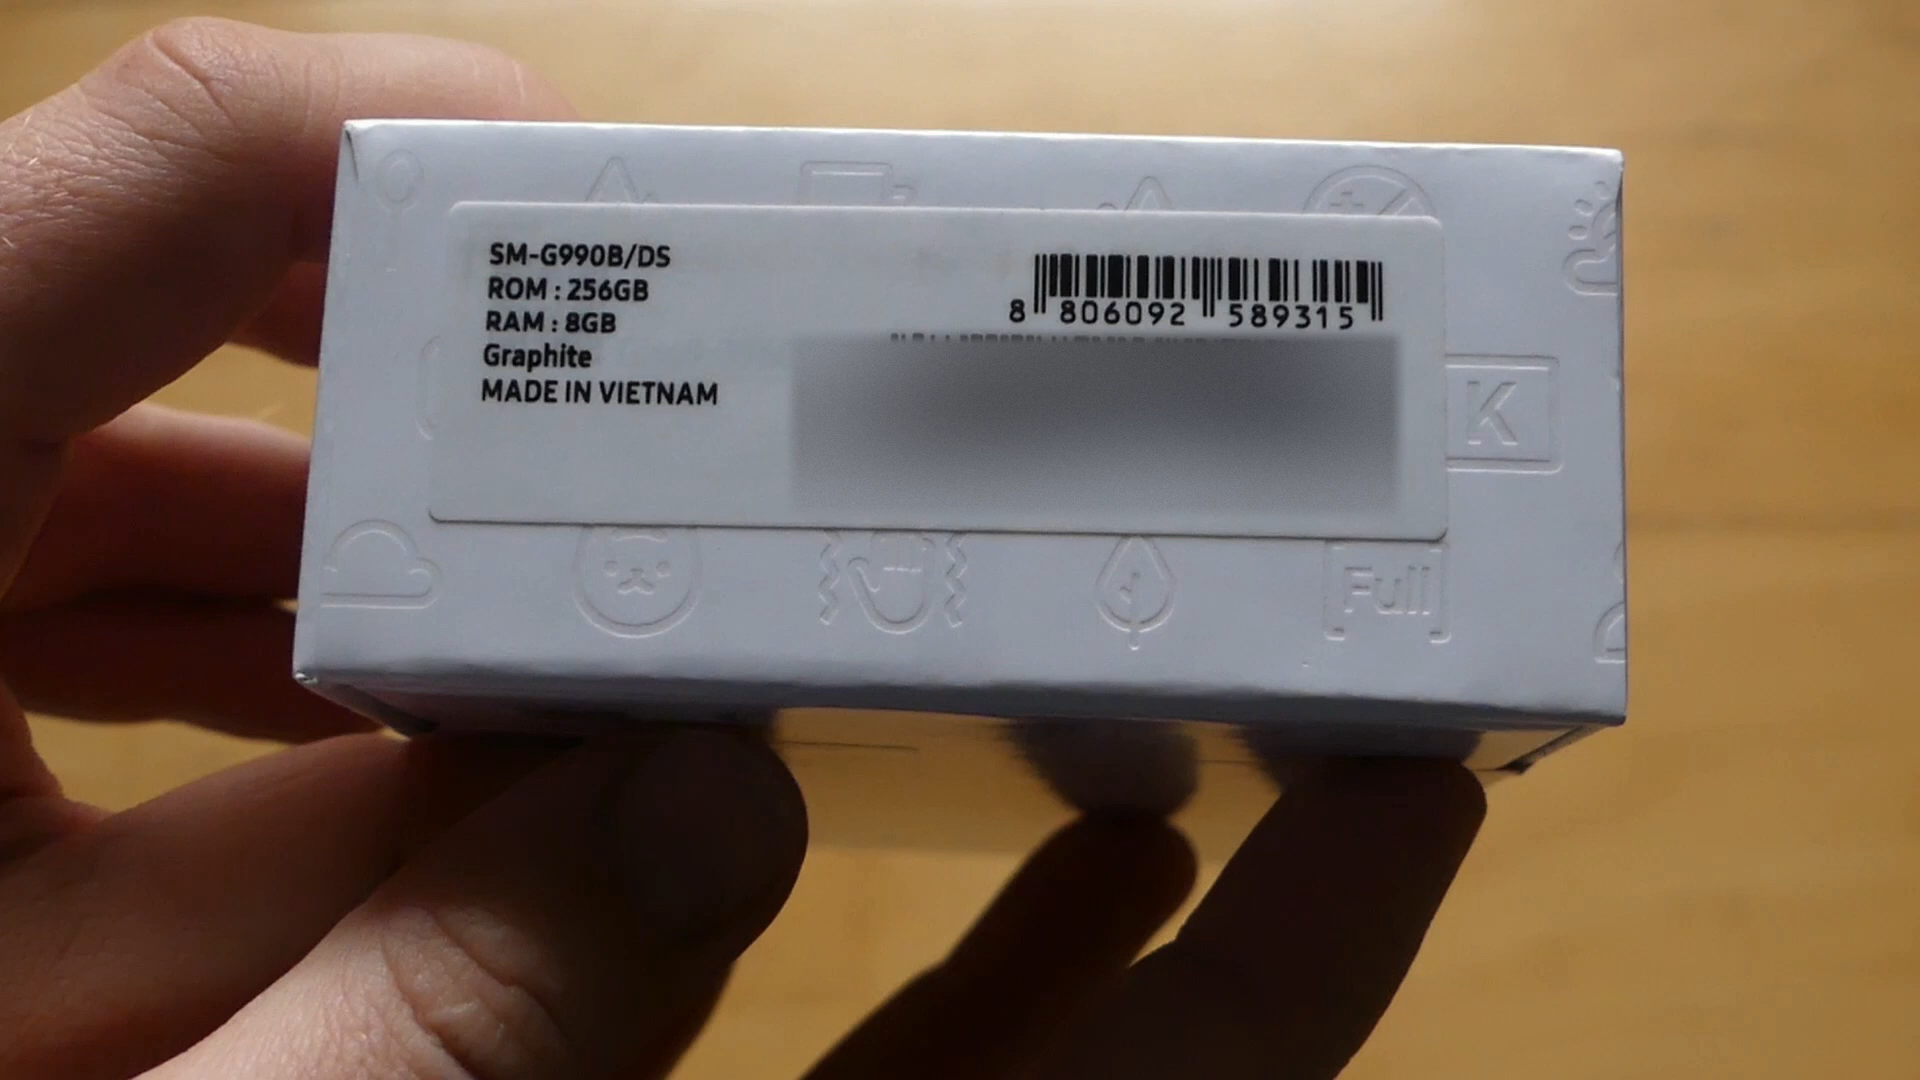 SM-G990B/DS
ROM : 256GB
RAM : 8GB
Graphite
MADE IN VIETNAM
8 806092 589315
K
Full